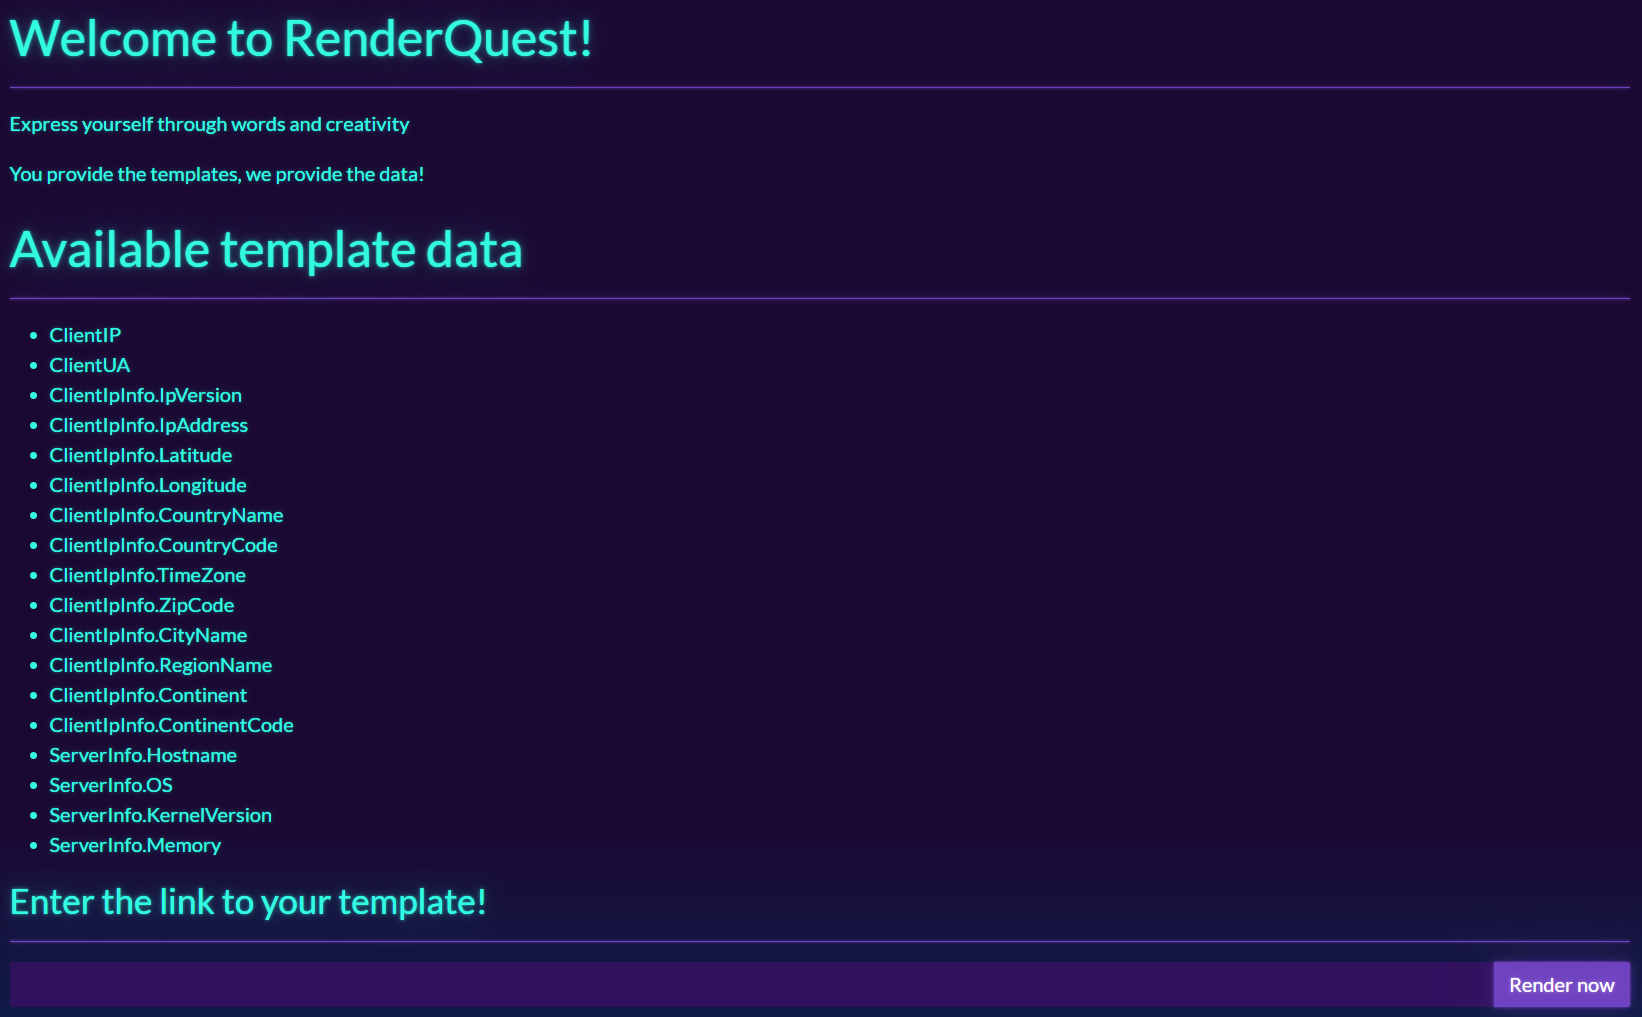 Welcome to RenderQuest!
Express yourself through words and creativity
You provide the templates, we provide the data!
Available template data
ClientIP
ClientUA
ClientIpInfo.IpVersion
ClientIpInfo.IpAddress
ClientIpInfo.Latitude
ClientIpInfo.Longitude
ClientIpInfo.CountryName
ClientIpInfo.CountryCode
ClientIpInfo.TimeZone
ClientIpInfo.ZipCode
ClientIpInfo.CityName
ClientIpInfo.RegionName
ClientIpInfo.Continent
ClientIpInfo.ContinentCode
ServerInfo.Hostname
ServerInfo.OS
ServerInfo.KernelVersion
ServerInfo.Memory
Enter the link to your template!
Render now